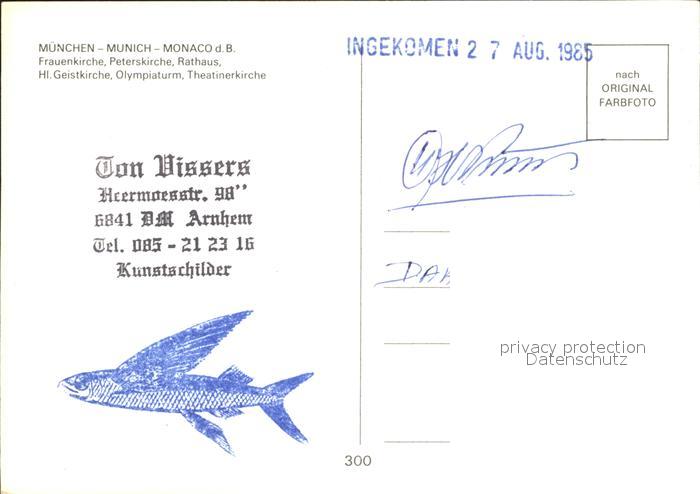 MÜNCHEN – MUNICH – MONACO d. B.
Frauenkirche, Peterskirche, Rathaus,
Hl. Geistkirche, Olympiaturm, Theatinerkirche
INGEKOMEN 2 7 AUG. 1985
nach
ORIGINAL
FARBFOTO
Ton Vissers
Heermoesstr. 98''
6841 DM Arnhem
Tel. 085 - 21 23 16
Kunstschilder
privacy protection
Datenschutz
300